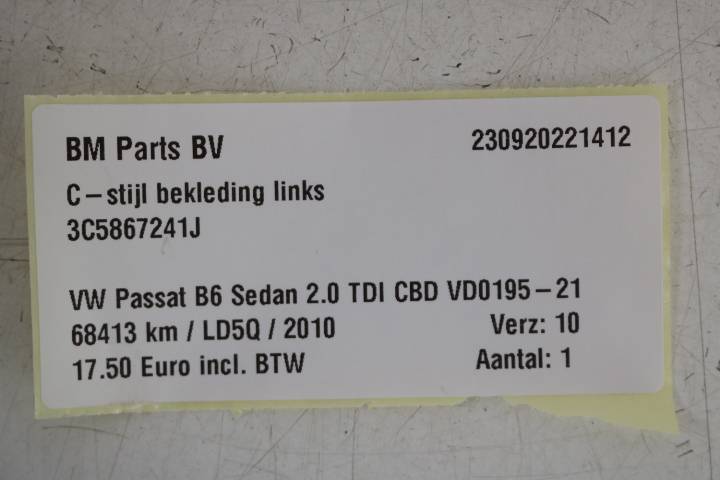 BM Parts BV 230920221412
C-stijl bekleding links
3C5867241J
VW Passat B6 Sedan 2.0 TDI CBD VD0195-21
68413 km / LD5Q / 2010 Verz: 10
17.50 Euro incl. BTW Aantal: 1